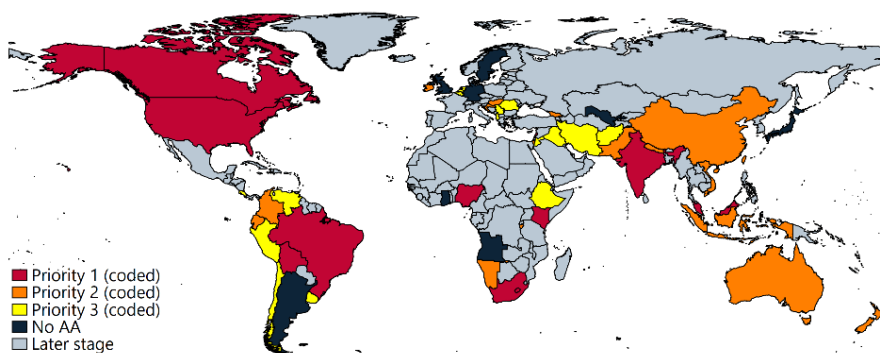 Priority 1 (coded)
Priority 2 (coded)
Priority 3 (coded)
No AA
Later stage